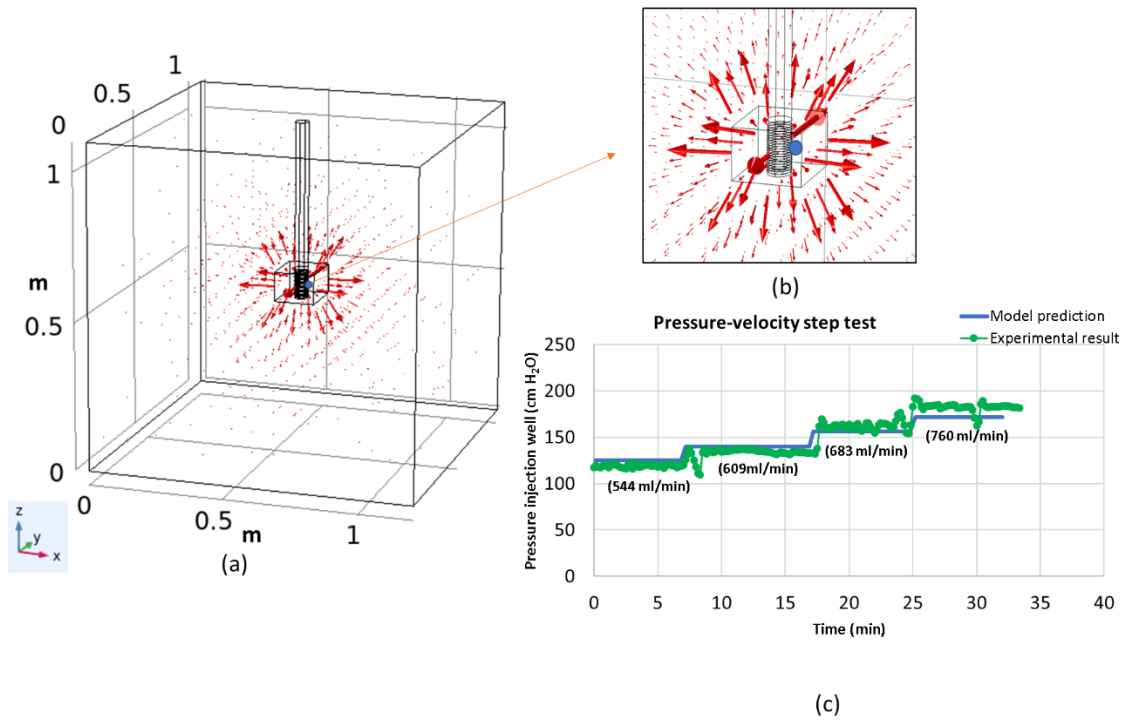 1
0.5
0
1
m
0.5
0
0
0.5
m
1
z
y
x
(a)
(b)
Pressure-velocity step test
Model prediction
Experimental result
Pressure injection well (cm H₂O)
250
200
150
100
50
0
(544 ml/min)
(609ml/min)
(683 ml/min)
(760 ml/min)
0 5 10 15 20 25 30 35 40
Time (min)
(c)